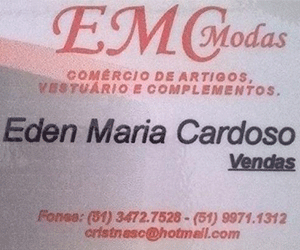 EMC Modas
COMÉRCIO DE ARTIGOS,
VESTUÁRIO E COMPLEMENTOS.
Eden Maria Cardoso
Vendas
Fones: (51) 3472.7528 - (51) 9971.1312
cristnasc@hotmail.com